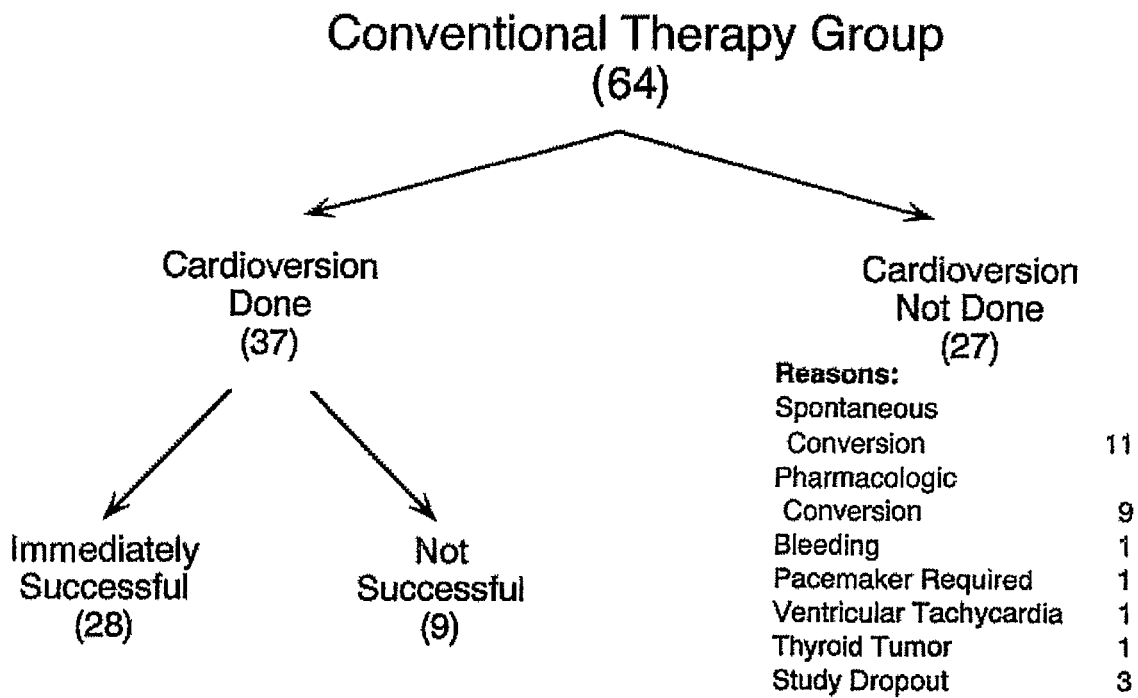 Conventional Therapy Group
(64)
Cardioversion
Done
(37)
Cardioversion
Not Done
(27)
Immediately
Successful
(28)
Not
Successful
(9)
Reasons:
Spontaneous
Conversion 11
Pharmacologic
Conversion 9
Bleeding 1
Pacemaker Required 1
Ventricular Tachycardia 1
Thyroid Tumor 1
Study Dropout 3